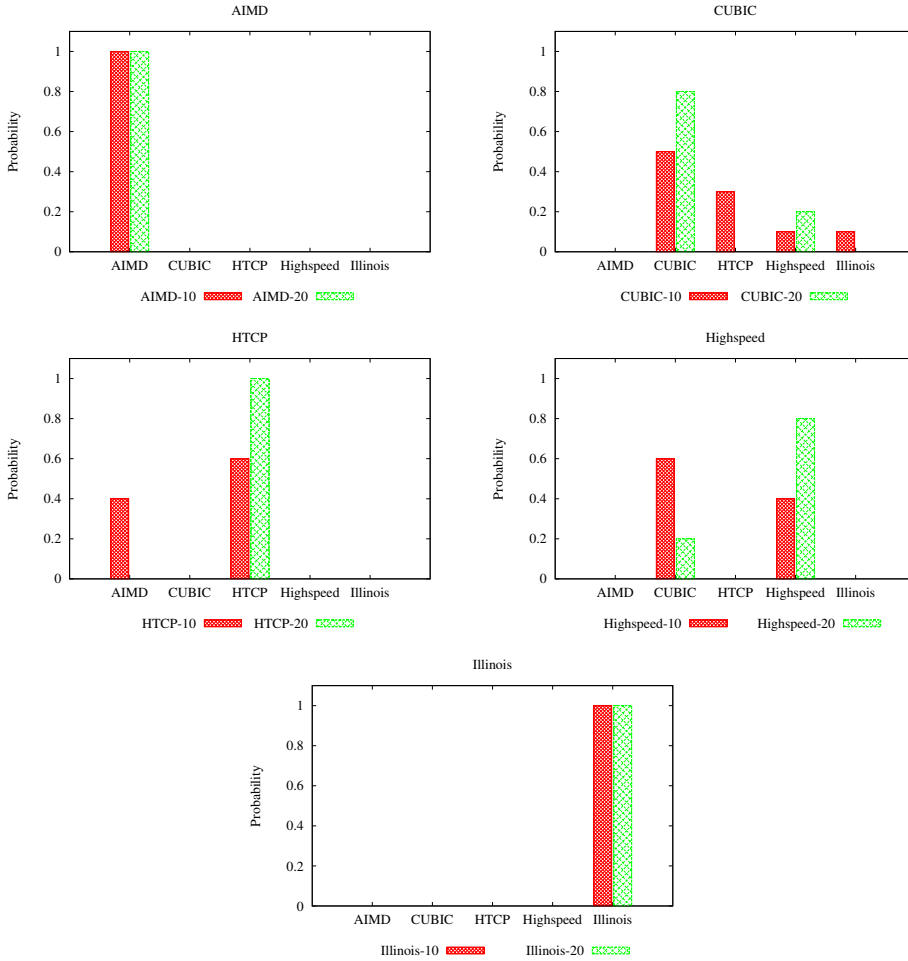 AIMD
Probability
1
0.8
0.6
0.4
0.2
0
AIMD CUBIC HTCP Highspeed Illinois
AIMD-10 AIMD-20
CUBIC
Probability
1
0.8
0.6
0.4
0.2
0
AIMD CUBIC HTCP Highspeed Illinois
CUBIC-10 CUBIC-20
HTCP
Probability
1
0.8
0.6
0.4
0.2
0
AIMD CUBIC HTCP Highspeed Illinois
HTCP-10 HTCP-20
Highspeed
Probability
1
0.8
0.6
0.4
0.2
0
AIMD CUBIC HTCP Highspeed Illinois
Highspeed-10 Highspeed-20
Illinois
Probability
1
0.8
0.6
0.4
0.2
0
AIMD CUBIC HTCP Highspeed Illinois
Illinois-10 Illinois-20